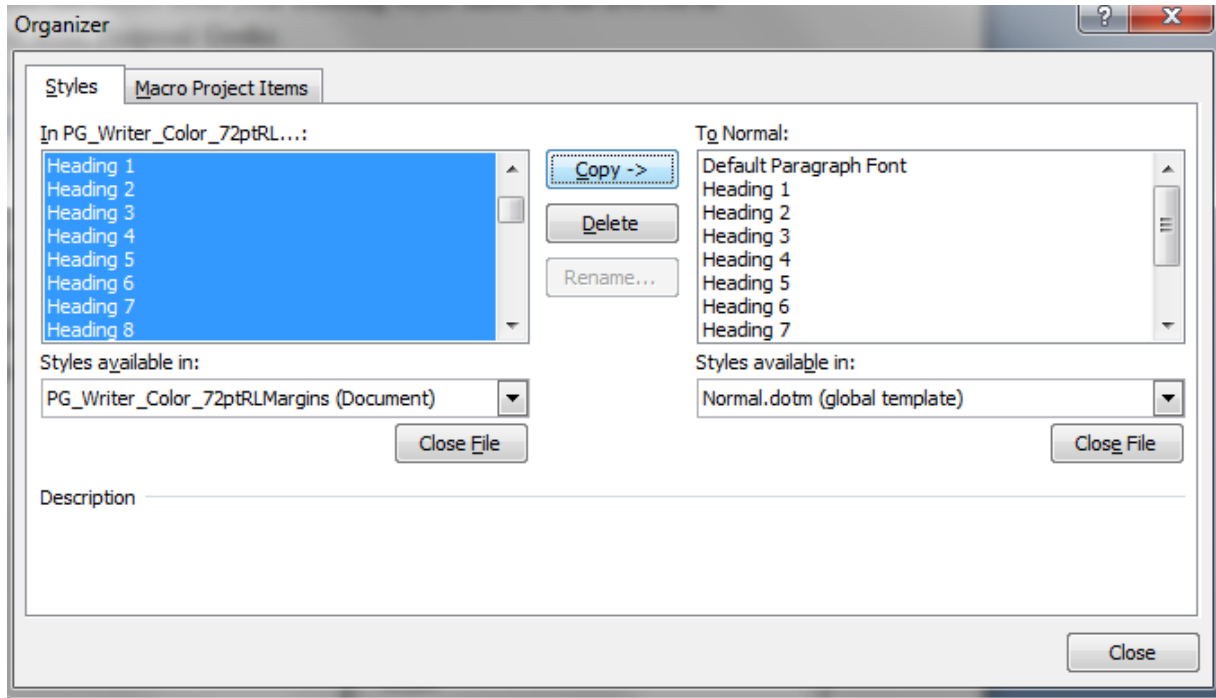 Organizer
Styles
Macro Project Items
In PG_Writer_Color_72ptRL...:
Heading 1
Heading 2
Heading 3
Heading 4
Heading 5
Heading 6
Heading 7
Heading 8
Copy ->
Delete
Rename...
To Normal:
Default Paragraph Font
Heading 1
Heading 2
Heading 3
Heading 4
Heading 5
Heading 6
Heading 7
Styles available in:
PG_Writer_Color_72ptRLMargins (Document)
Close File
Styles available in:
Normal.dotm (global template)
Close File
Description
Close